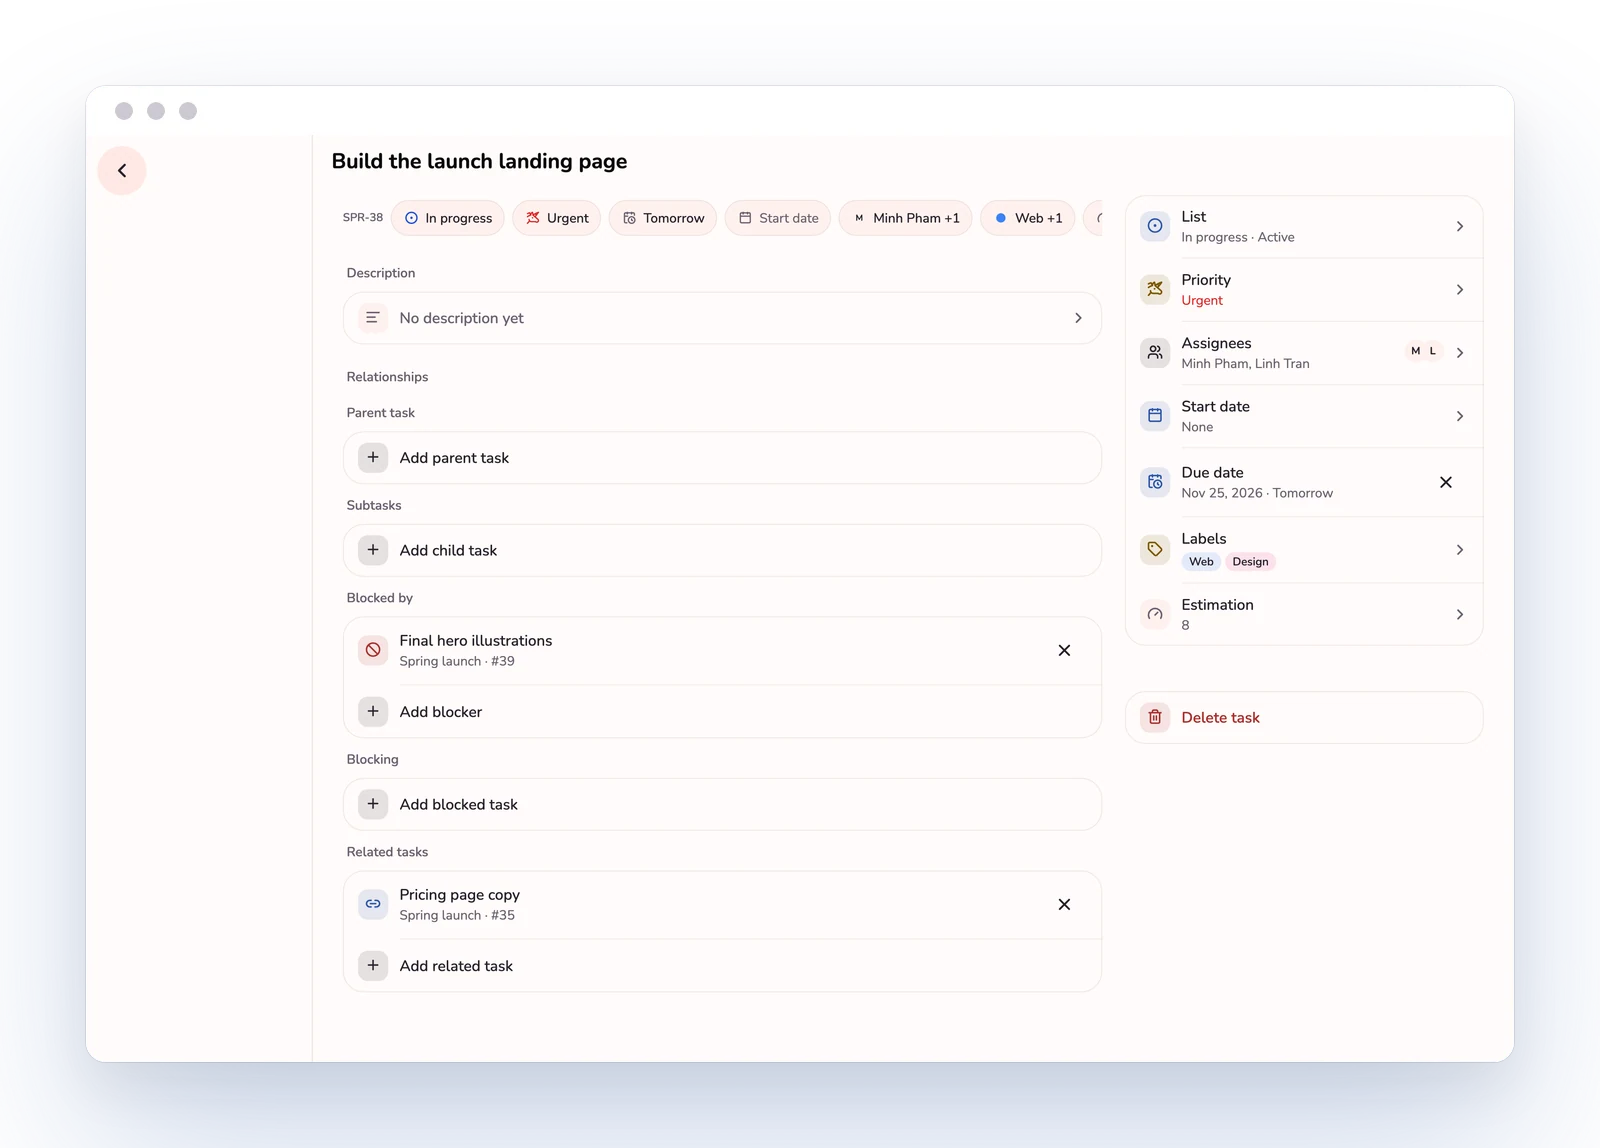 Build the launch landing page
SPR-38 In progress Urgent Tomorrow Start date M Minh Pham +1 Web +1
Description
No description yet
Relationships
Parent task
Add parent task
Subtasks
Add child task
Blocked by
Final hero illustrations
Spring launch · #39
Add blocker
Blocking
Add blocked task
Related tasks
Pricing page copy
Spring launch · #35
Add related task
List
In progress · Active
Priority
Urgent
Assignees
Minh Pham, Linh Tran
M L
Start date
None
Due date
Nov 25, 2026 · Tomorrow
Labels
Web Design
Estimation
8
Delete task